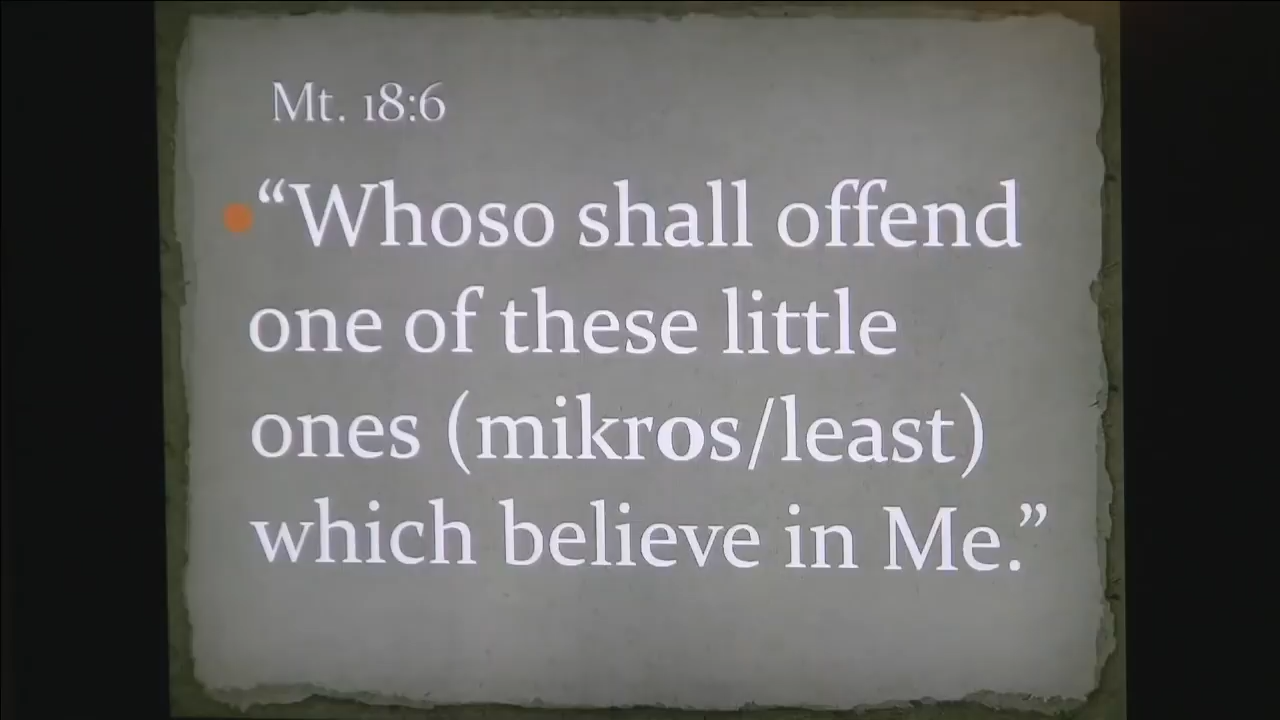 Mt. 18:6
“Whoso shall offend
one of these little
ones (mikros/least)
which believe in Me.”